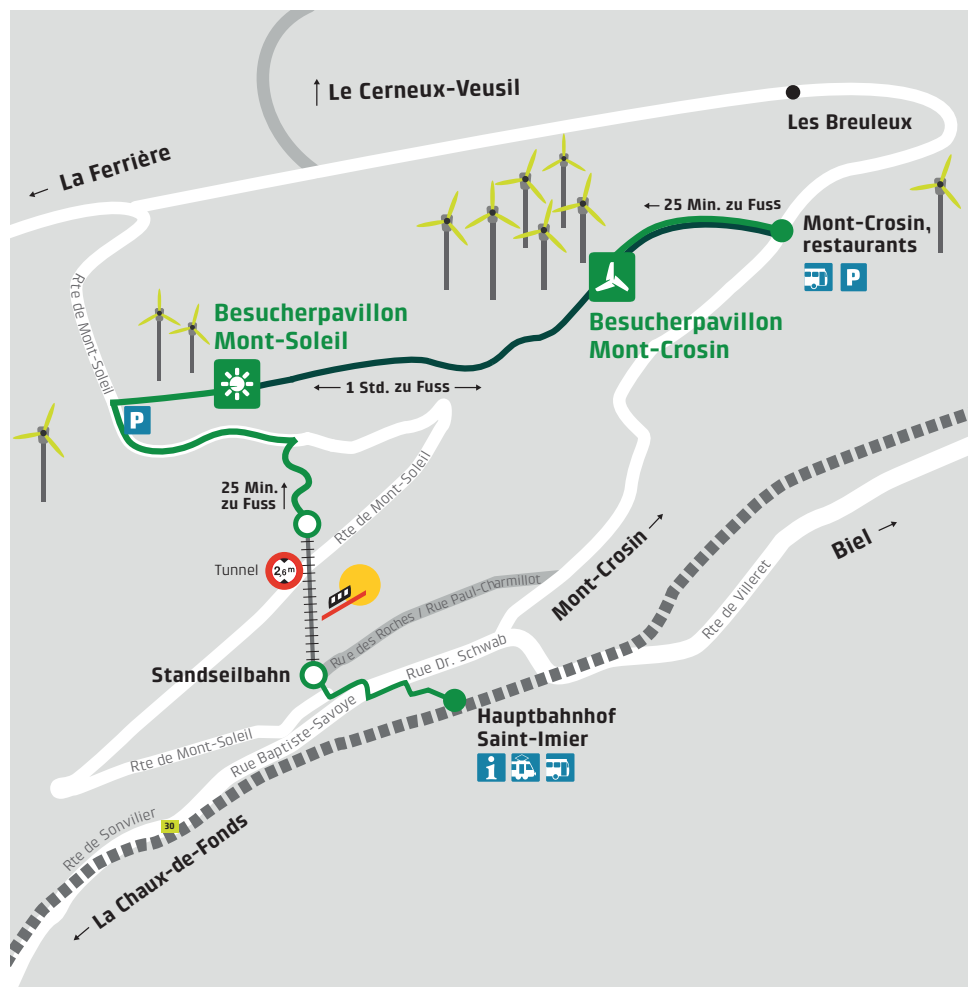 Le Cerneux-Veusil
Les Breuleux
La Ferrière
25 Min. zu Fuss
Mont-Crosin,
restaurants
P
Rte de Mont-Soleil
Besucherpavillon
Mont-Soleil
Besucherpavillon
Mont-Crosin
1 Std. zu Fuss
P
Rte de Mont-Soleil
25 Min.
zu Fuss
Biel
Mont-Crosin
Tunnel
2,6 m
Rue des Roches / Rue Paul-Charmillot
Rte de Villeret
Rue Dr. Schwab
Standseilbahn
Hauptbahnhof
Saint-Imier
i
Rue Baptiste-Savoye
Rte de Mont-Soleil
Rte de Sonvilier
30
La Chaux-de-Fonds